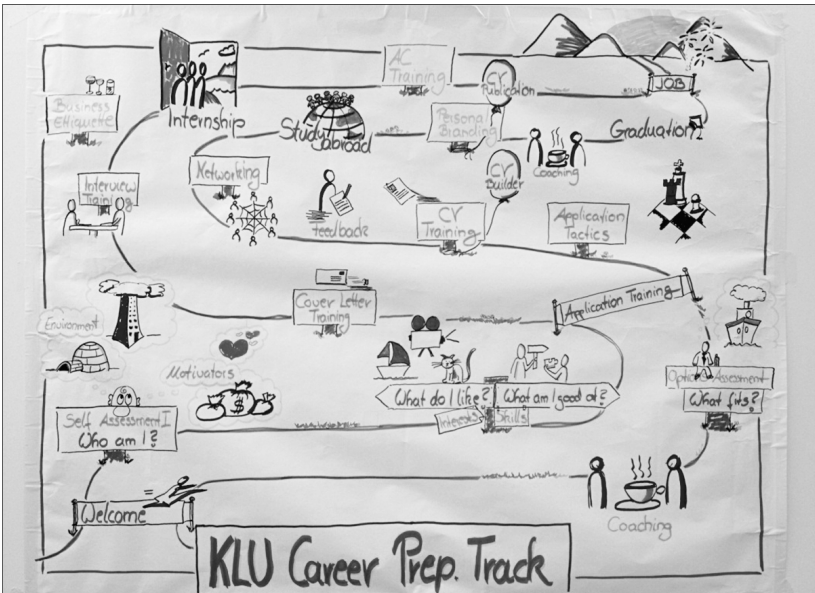 AC
Training
CV
Publication
JOB
Business
Etiquette
Internship
Study
abroad
Personal
Branding
Coaching
Graduation
Interview
Training
Networking
feedback
CV
Builder
CV
Training
Application
Tactics
Cover Letter
Training
Application Training
Environment
Motivators
$
What do I like?
What am I good at?
Interests
Skills
Assessment
What fits?
Self Assessment I
Who am I?
Welcome
Coaching
KLU Career Prep. Track